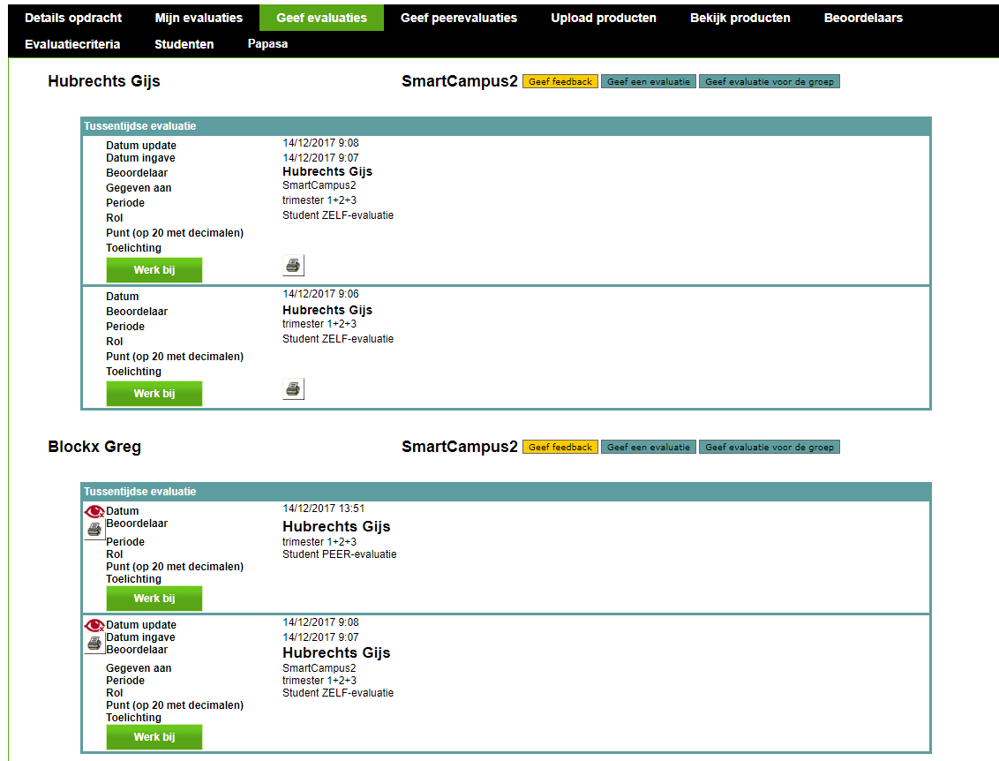 Details opdracht Mijn evaluaties Geef evaluaties Geef peerevaluaties Upload producten Bekijk producten Beoordelaars
Evaluatiecriteria Studenten Papasa
Hubrechts Gijs SmartCampus2 Geef feedback Geef een evaluatie Geef evaluatie voor de groep
Tussentijdse evaluatie
Datum update 14/12/2017 9:08
Datum ingave 14/12/2017 9:07
Beoordelaar Hubrechts Gijs
Gegeven aan SmartCampus2
Periode trimester 1+2+3
Rol Student ZELF-evaluatie
Punt (op 20 met decimalen)
Toelichting
Werk bij
Datum 14/12/2017 9:06
Beoordelaar Hubrechts Gijs
Periode trimester 1+2+3
Rol Student ZELF-evaluatie
Punt (op 20 met decimalen)
Toelichting
Werk bij
Blockx Greg SmartCampus2 Geef feedback Geef een evaluatie Geef evaluatie voor de groep
Tussentijdse evaluatie
Datum 14/12/2017 13:51
Beoordelaar Hubrechts Gijs
Periode trimester 1+2+3
Rol Student PEER-evaluatie
Punt (op 20 met decimalen)
Toelichting
Werk bij
Datum update 14/12/2017 9:08
Datum ingave 14/12/2017 9:07
Beoordelaar Hubrechts Gijs
Gegeven aan SmartCampus2
Periode trimester 1+2+3
Rol Student ZELF-evaluatie
Punt (op 20 met decimalen)
Toelichting
Werk bij